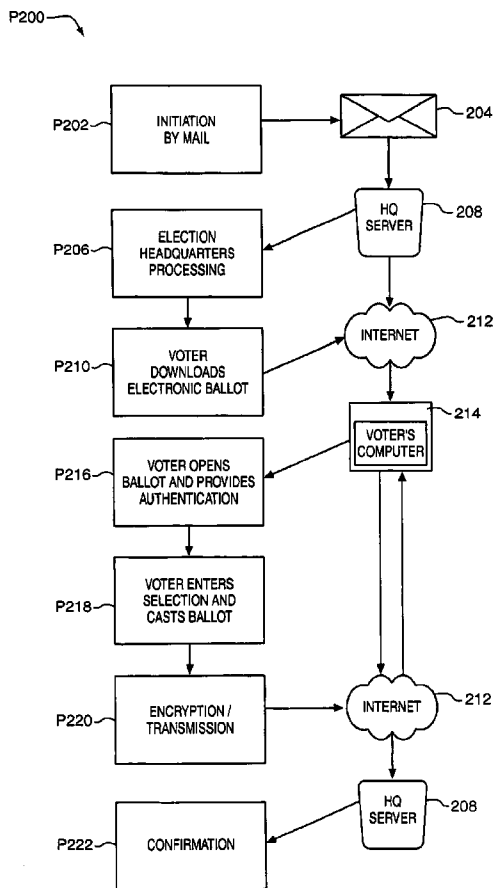 P200
P202
INITIATION
BY MAIL
204
HQ
SERVER
208
P206
ELECTION
HEADQUARTERS
PROCESSING
INTERNET
212
P210
VOTER
DOWNLOADS
ELECTRONIC BALLOT
214
VOTER'S
COMPUTER
P216
VOTER OPENS
BALLOT AND PROVIDES
AUTHENTICATION
P218
VOTER ENTERS
SELECTION AND
CASTS BALLOT
P220
ENCRYPTION /
TRANSMISSION
INTERNET
212
HQ
SERVER
208
P222
CONFIRMATION